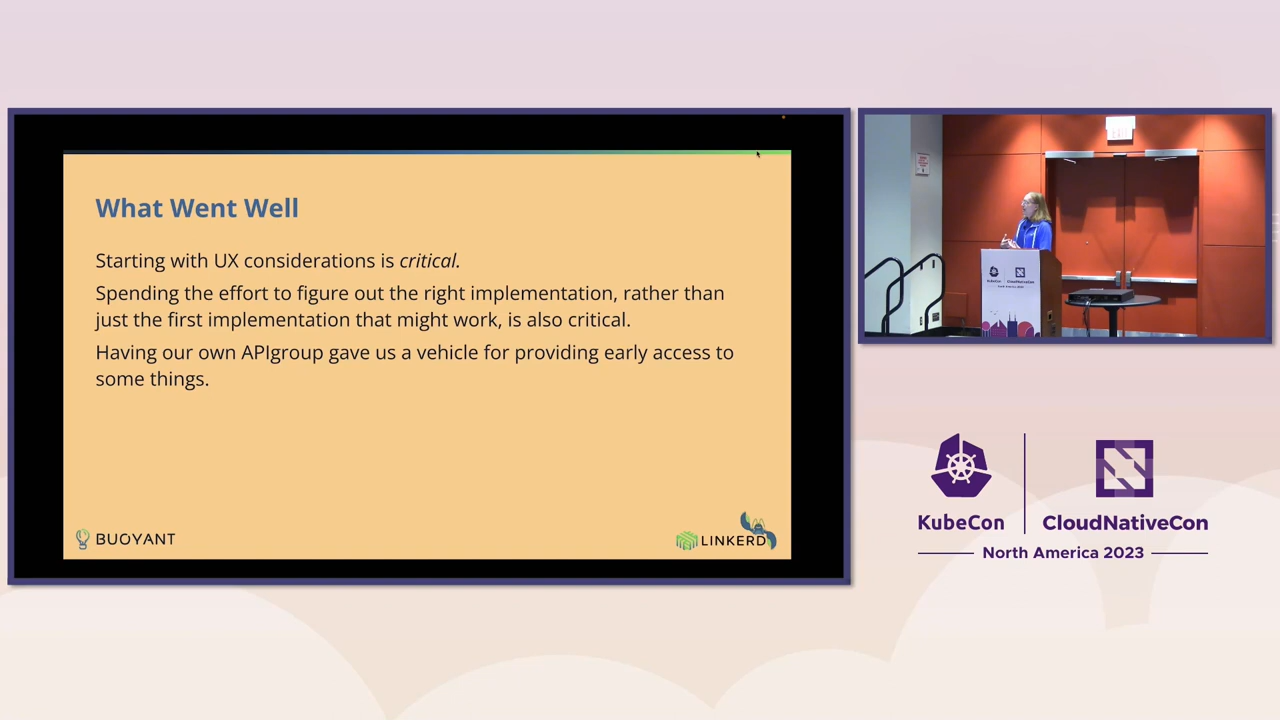 What Went Well
Starting with UX considerations is critical.
Spending the effort to figure out the right implementation, rather than
just the first implementation that might work, is also critical.
Having our own APIgroup gave us a vehicle for providing early access to
some things.
BUOYANT
LINKERD
EXIT
KubeCon
CloudNativeCon
North America 2023